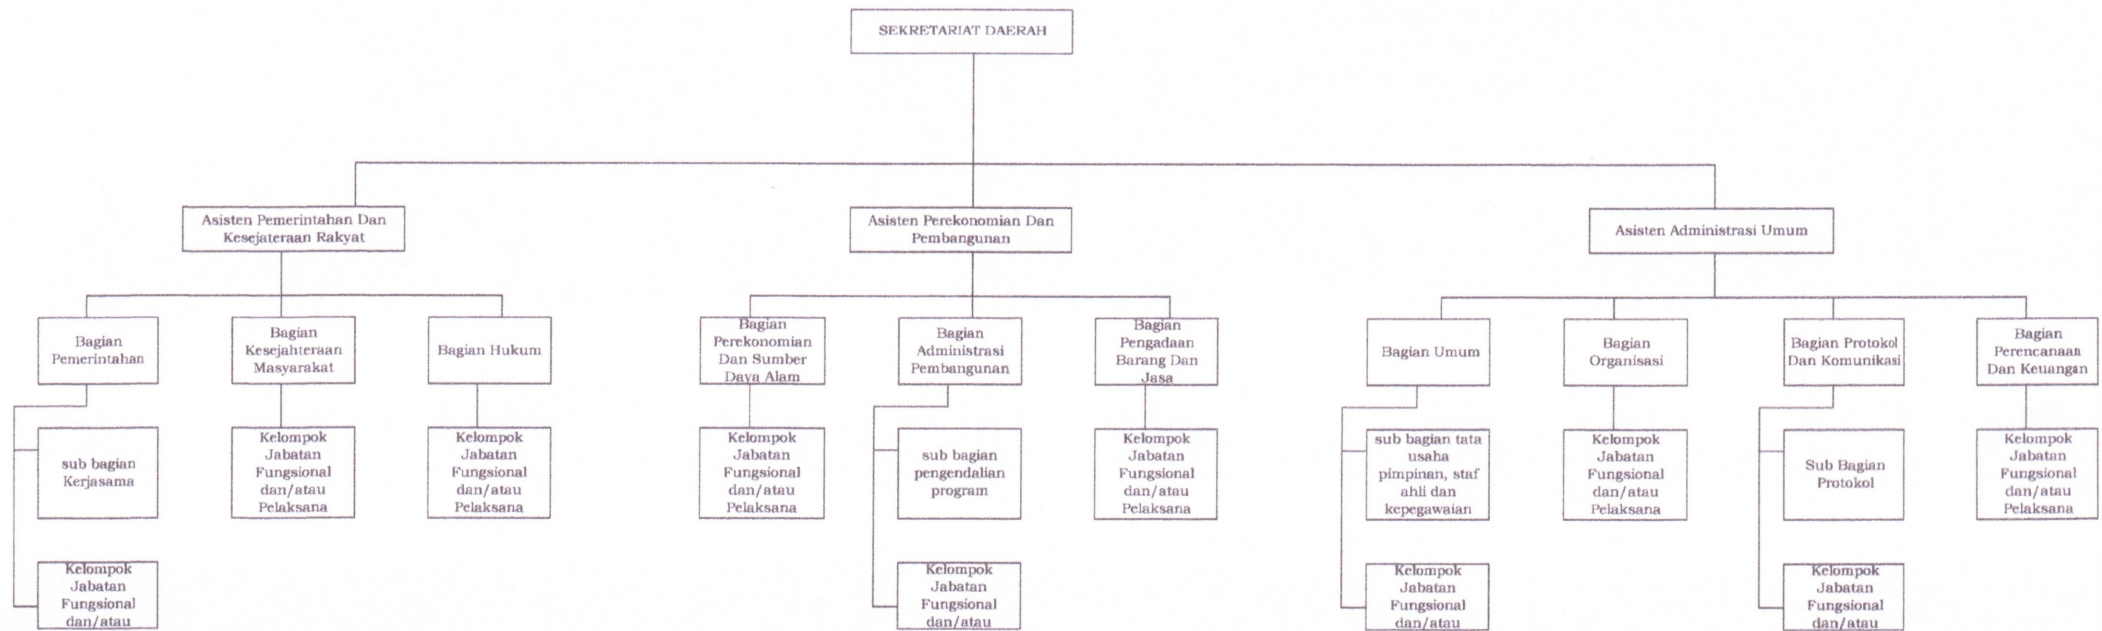 SEKRETARIAT DAERAH
Asisten Pemerintahan Dan
Kesejateraan Rakyat
Asisten Perekonomian Dan
Pembangunan
Asisten Administrasi Umum
Bagian
Pemerintahan
Bagian
Kesejahteraan
Masyarakat
Bagian Hukum
Bagian
Perekonomian
Dan Sumber
Daya Alam
Bagian
Administrasi
Pembangunan
Bagian
Pengadaan
Barang Dan
Jasa
Bagian Umum
Bagian
Organisasi
Bagian Protokol
Dan Komunikasi
Bagian
Perencanaan
Dan Keuangan
sub bagian
Kerjasama
Kelompok
Jabatan
Fungsional
dan/atau
Pelaksana
Kelompok
Jabatan
Fungsional
dan/atau
Pelaksana
Kelompok
Jabatan
Fungsional
dan/atau
Pelaksana
sub bagian
pengendalian
program
Kelompok
Jabatan
Fungsional
dan/atau
Pelaksana
sub bagian tata
usaha
pimpinan, staf
ahli dan
kepegawaian
Kelompok
Jabatan
Fungsional
dan/atau
Pelaksana
Sub Bagian
Protokol
Kelompok
Jabatan
Fungsional
dan/atau
Pelaksana
Kelompok
Jabatan
Fungsional
dan/atau
Kelompok
Jabatan
Fungsional
dan/atau
Kelompok
Jabatan
Fungsional
dan/atau
Kelompok
Jabatan
Fungsional
dan/atau